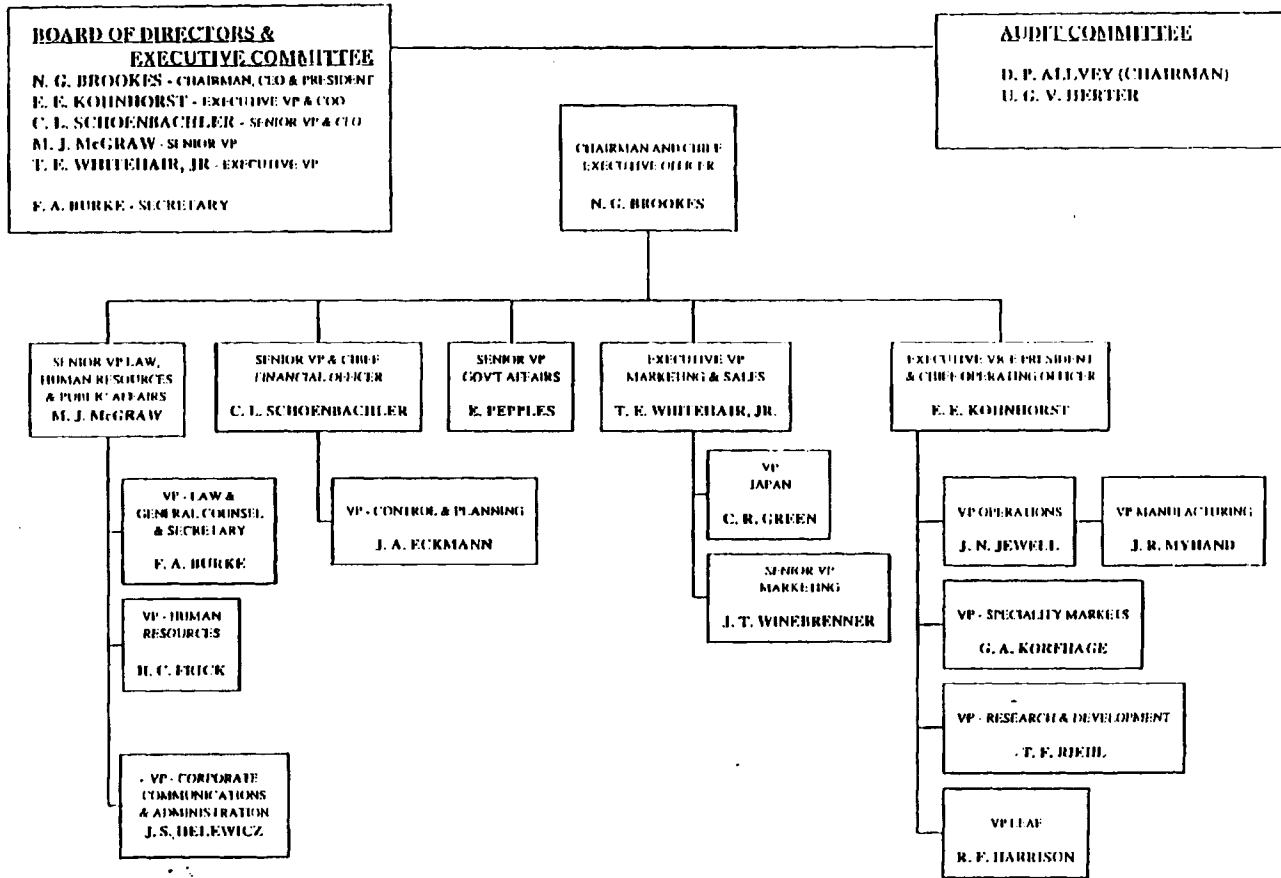 BOARD OF DIRECTORS &
EXECUTIVE COMMITTEE
N. G. BROOKES - CHAIRMAN, CEO & PRESIDENT
E. E. KOHNHORST - EXECUTIVE VP & COO
C. L. SCHOENBACHLER - SENIOR VP & CFO
M. J. McGRAW - SENIOR VP
T. E. WHITEHAIR, JR - EXECUTIVE VP
F. A. BURKE - SECRETARY
AUDIT COMMITTEE
D. P. ALLVEY (CHAIRMAN)
U. G. V. HERTER
CHAIRMAN AND CHIEF
EXECUTIVE OFFICER
N. G. BROOKES
SENIOR VP LAW,
HUMAN RESOURCES
& PUBLIC AFFAIRS
M. J. McGRAW
SENIOR VP & CHIEF
FINANCIAL OFFICER
C. L. SCHOENBACHLER
SENIOR VP
GOV'T AFFAIRS
E. PEPPLES
EXECUTIVE VP
MARKETING & SALES
T. E. WHITEHAIR, JR.
EXECUTIVE VICE PRESIDENT
& CHIEF OPERATING OFFICER
E. E. KOHNHORST
VP - LAW &
GENERAL COUNSEL
& SECRETARY
F. A. BURKE
VP - HUMAN
RESOURCES
H. C. FRICK
- VP - CORPORATE
COMMUNICATIONS
& ADMINISTRATION
J. S. HELEWICZ
VP - CONTROL & PLANNING
J. A. ECKMANN
VP
JAPAN
C. R. GREEN
SENIOR VP
MARKETING
J. T. WINEBRENNER
VP OPERATIONS
J. N. JEWELL
VP MANUFACTURING
J. R. MYHAND
VP - SPECIALITY MARKETS
G. A. KORFHAGE
VP - RESEARCH & DEVELOPMENT
- T. F. RIEHL
VP LEAF
R. F. HARRISON